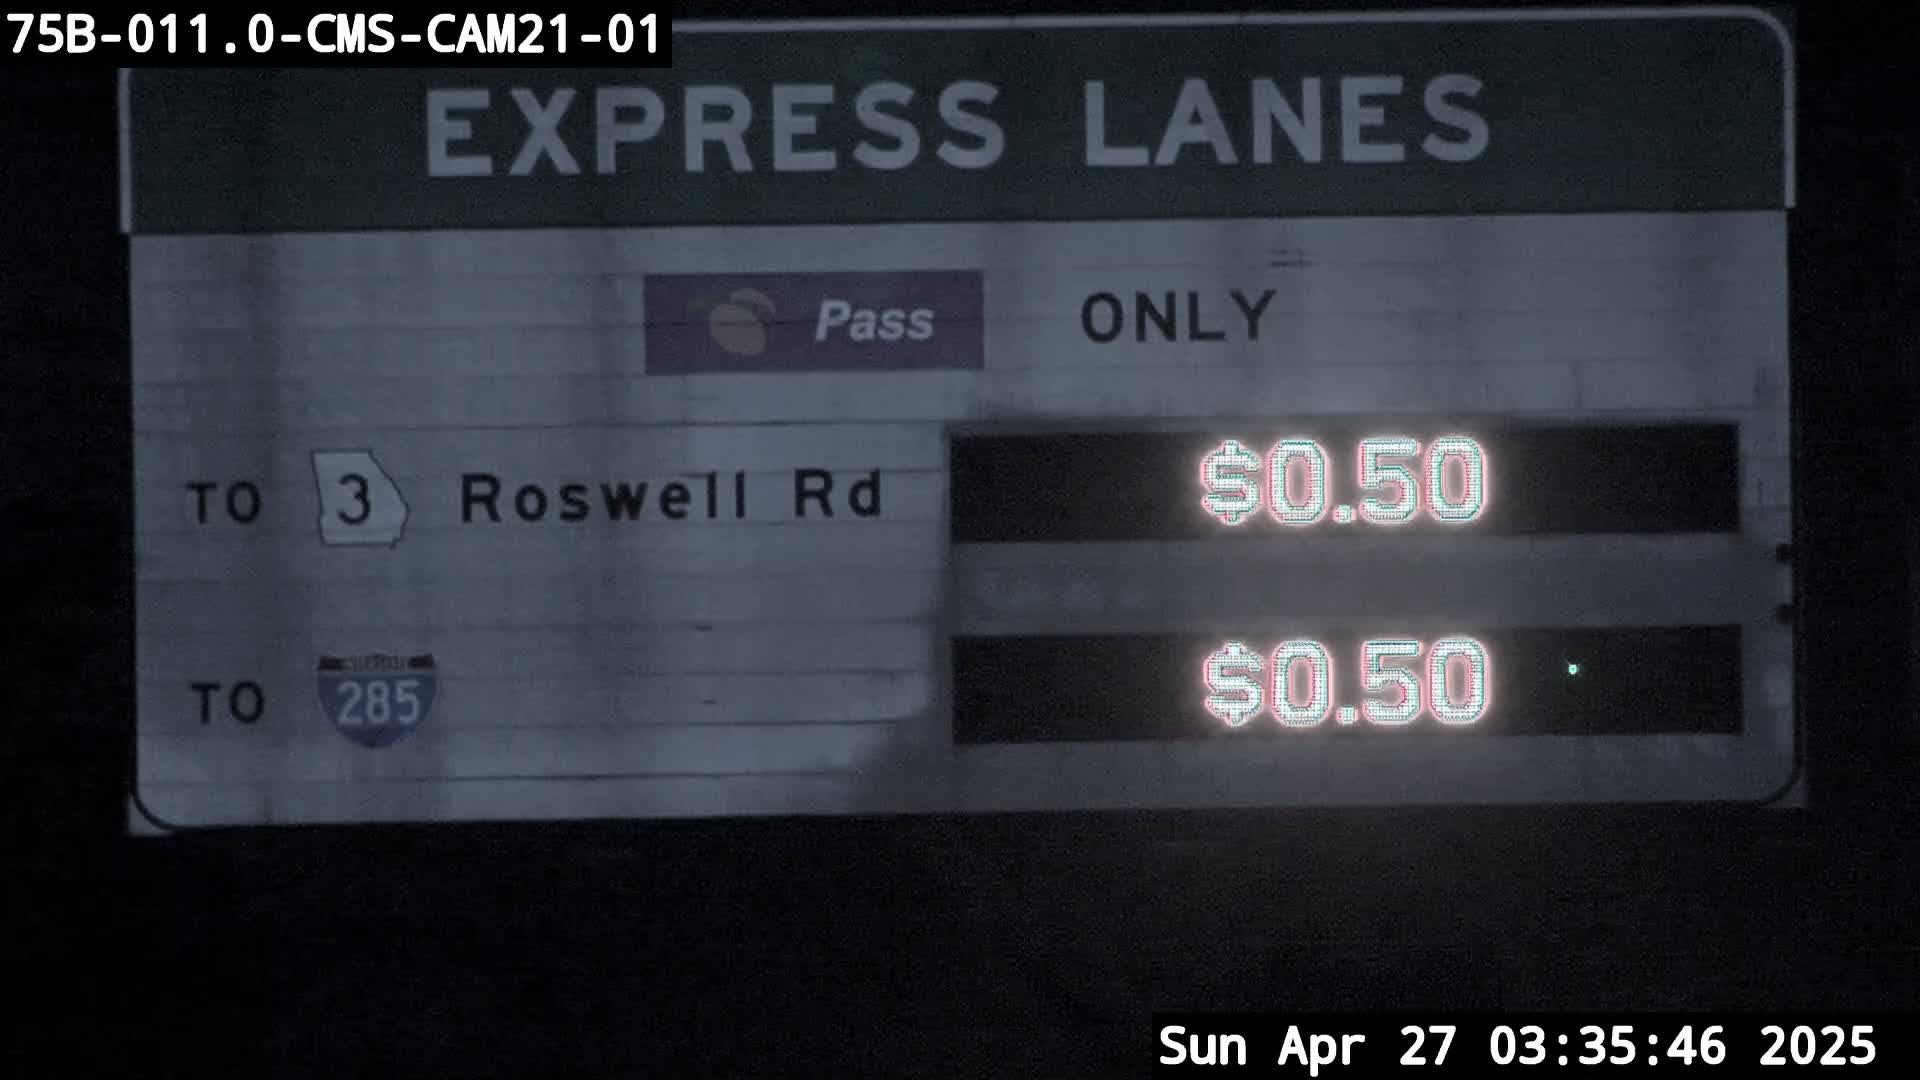 75B-011.0-CMS-CAM21-01
EXPRESS LANES
Pass ONLY
TO 3 Roswell Rd $0.50
TO 285 $0.50
Sun Apr 27 03:35:46 2025